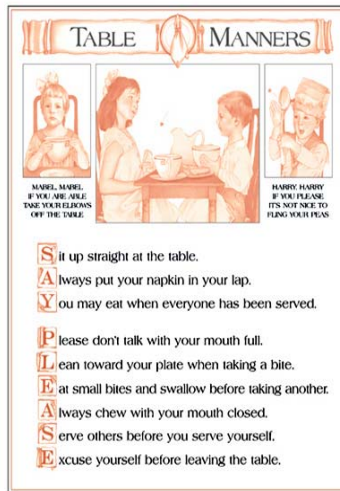 TABLE MANNERS
MABEL, MABEL
IF YOU ARE ABLE
TAKE YOUR ELBOWS
OFF THE TABLE
HARRY, HARRY
IF YOU PLEASE
IT'S NOT NICE TO
FLING YOUR PEAS
Sit up straight at the table.
Always put your napkin in your lap.
You may eat when everyone has been served.
Please don't talk with your mouth full.
Lean toward your plate when taking a bite.
Eat small bites and swallow before taking another.
Always chew with your mouth closed.
Serve others before you serve yourself.
Excuse yourself before leaving the table.